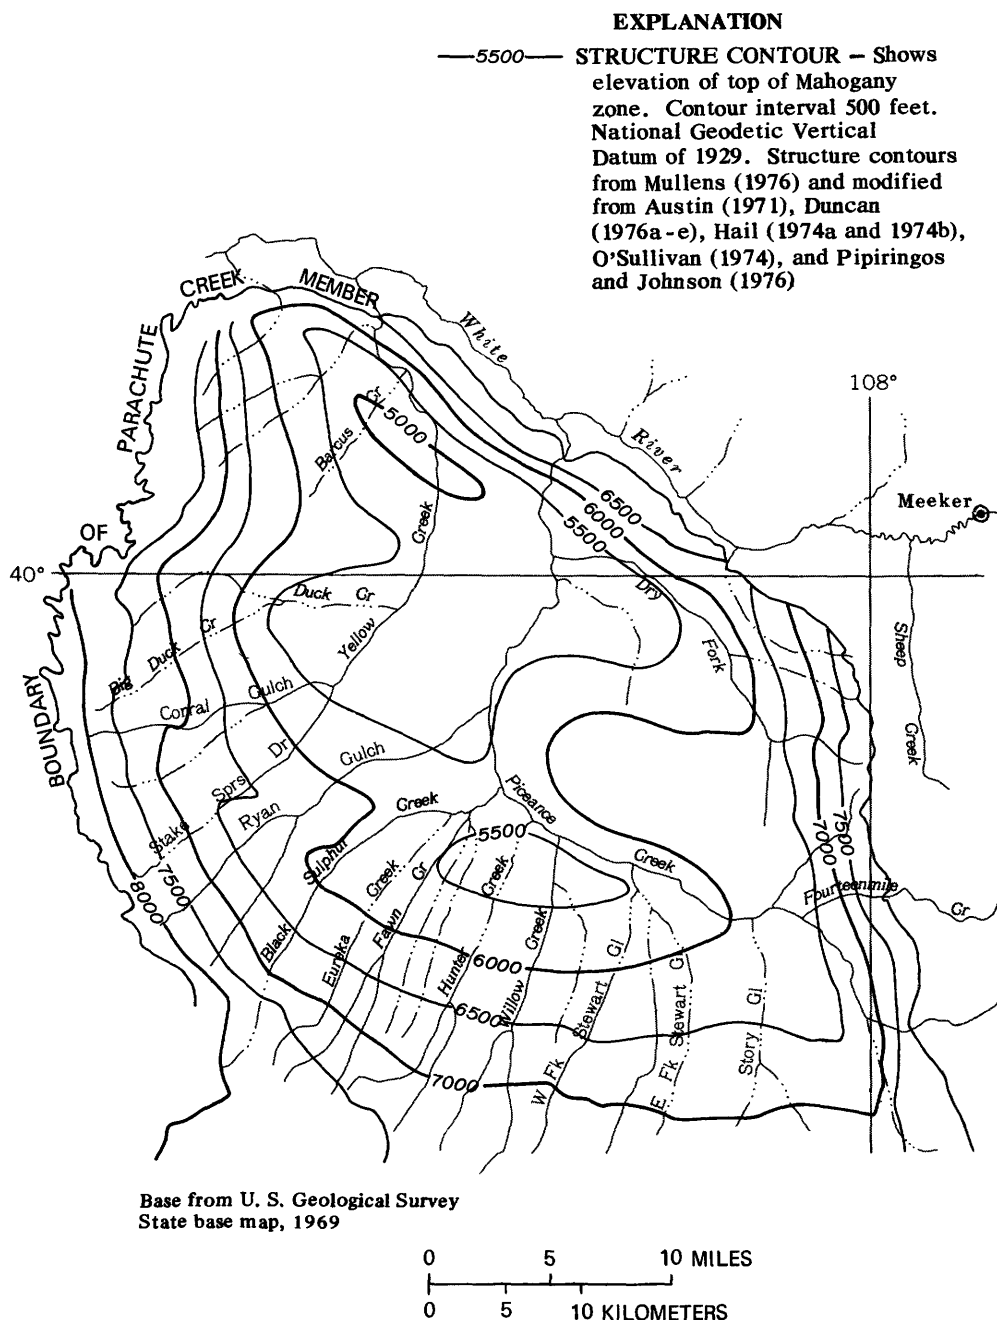 EXPLANATION
—5500— STRUCTURE CONTOUR — Shows
elevation of top of Mahogany
zone. Contour interval 500 feet.
National Geodetic Vertical
Datum of 1929. Structure contours
from Mullens (1976) and modified
from Austin (1971), Duncan
(1976a-e), Hail (1974a and 1974b),
O'Sullivan (1974), and Pipiringos
and Johnson (1976)
BOUNDARY
OF
PARACHUTE
CREEK
MEMBER
White
River
108°
Meeker
40°
Cr
5000
Barcus
Creek
6500
6000
5500
Duck Cr
Yellow
Dry
Fork
Sheep
Creek
Big
Duck
Cr
Corral
Gulch
Stake
Sprs
Dr
Ryan
Gulch
Piceance
Creek
5500
Sulphur
Creek
7000
7500
Fourteenmile
Cr
8000
7500
Black
Eureka
Creek
Fawn
Cr
Hunter
Creek
Willow
Creek
6000
6500
7000
W Fk
Stewart
Gl
E Fk
Stewart
Gl
Story
Gl
Base from U. S. Geological Survey
State base map, 1969
0 5 10 MILES
0 5 10 KILOMETERS